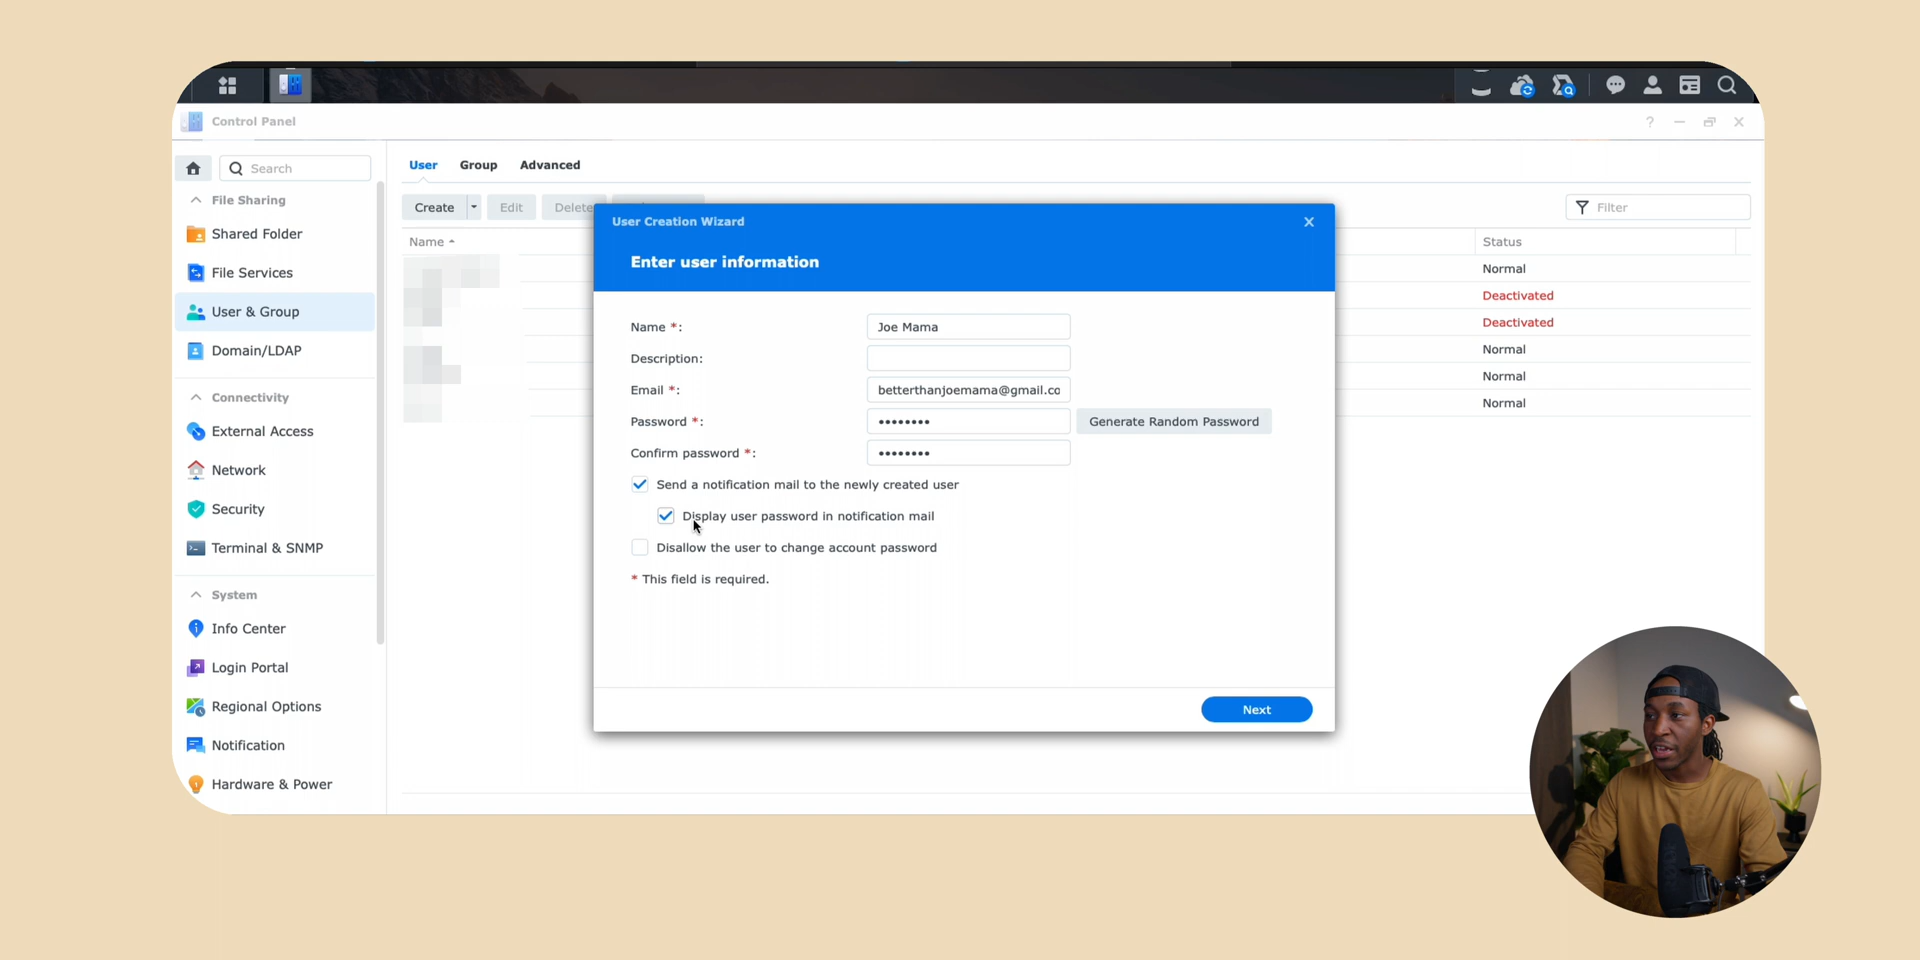 Control Panel
?
Search
File Sharing
Shared Folder
File Services
User & Group
Domain/LDAP
Connectivity
External Access
Network
Security
Terminal & SNMP
System
Info Center
Login Portal
Regional Options
Notification
Hardware & Power
User Group Advanced
Create Edit Delete
Filter
Name Status
Normal
Deactivated
Deactivated
Normal
Normal
Normal
User Creation Wizard
Enter user information
Name *: Joe Mama
Description:
Email *: betterthanjoemama@gmail.co
Password *: •••••••• Generate Random Password
Confirm password *: ••••••••
Send a notification mail to the newly created user
Display user password in notification mail
Disallow the user to change account password
* This field is required.
Next